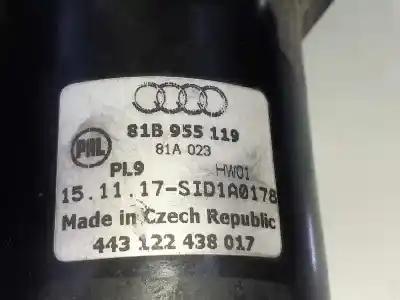 81B 955 119
81A 023
PAL
PL9 HW01
15.11.17-SID1A0178
Made in Czech Republic
443 122 438 017